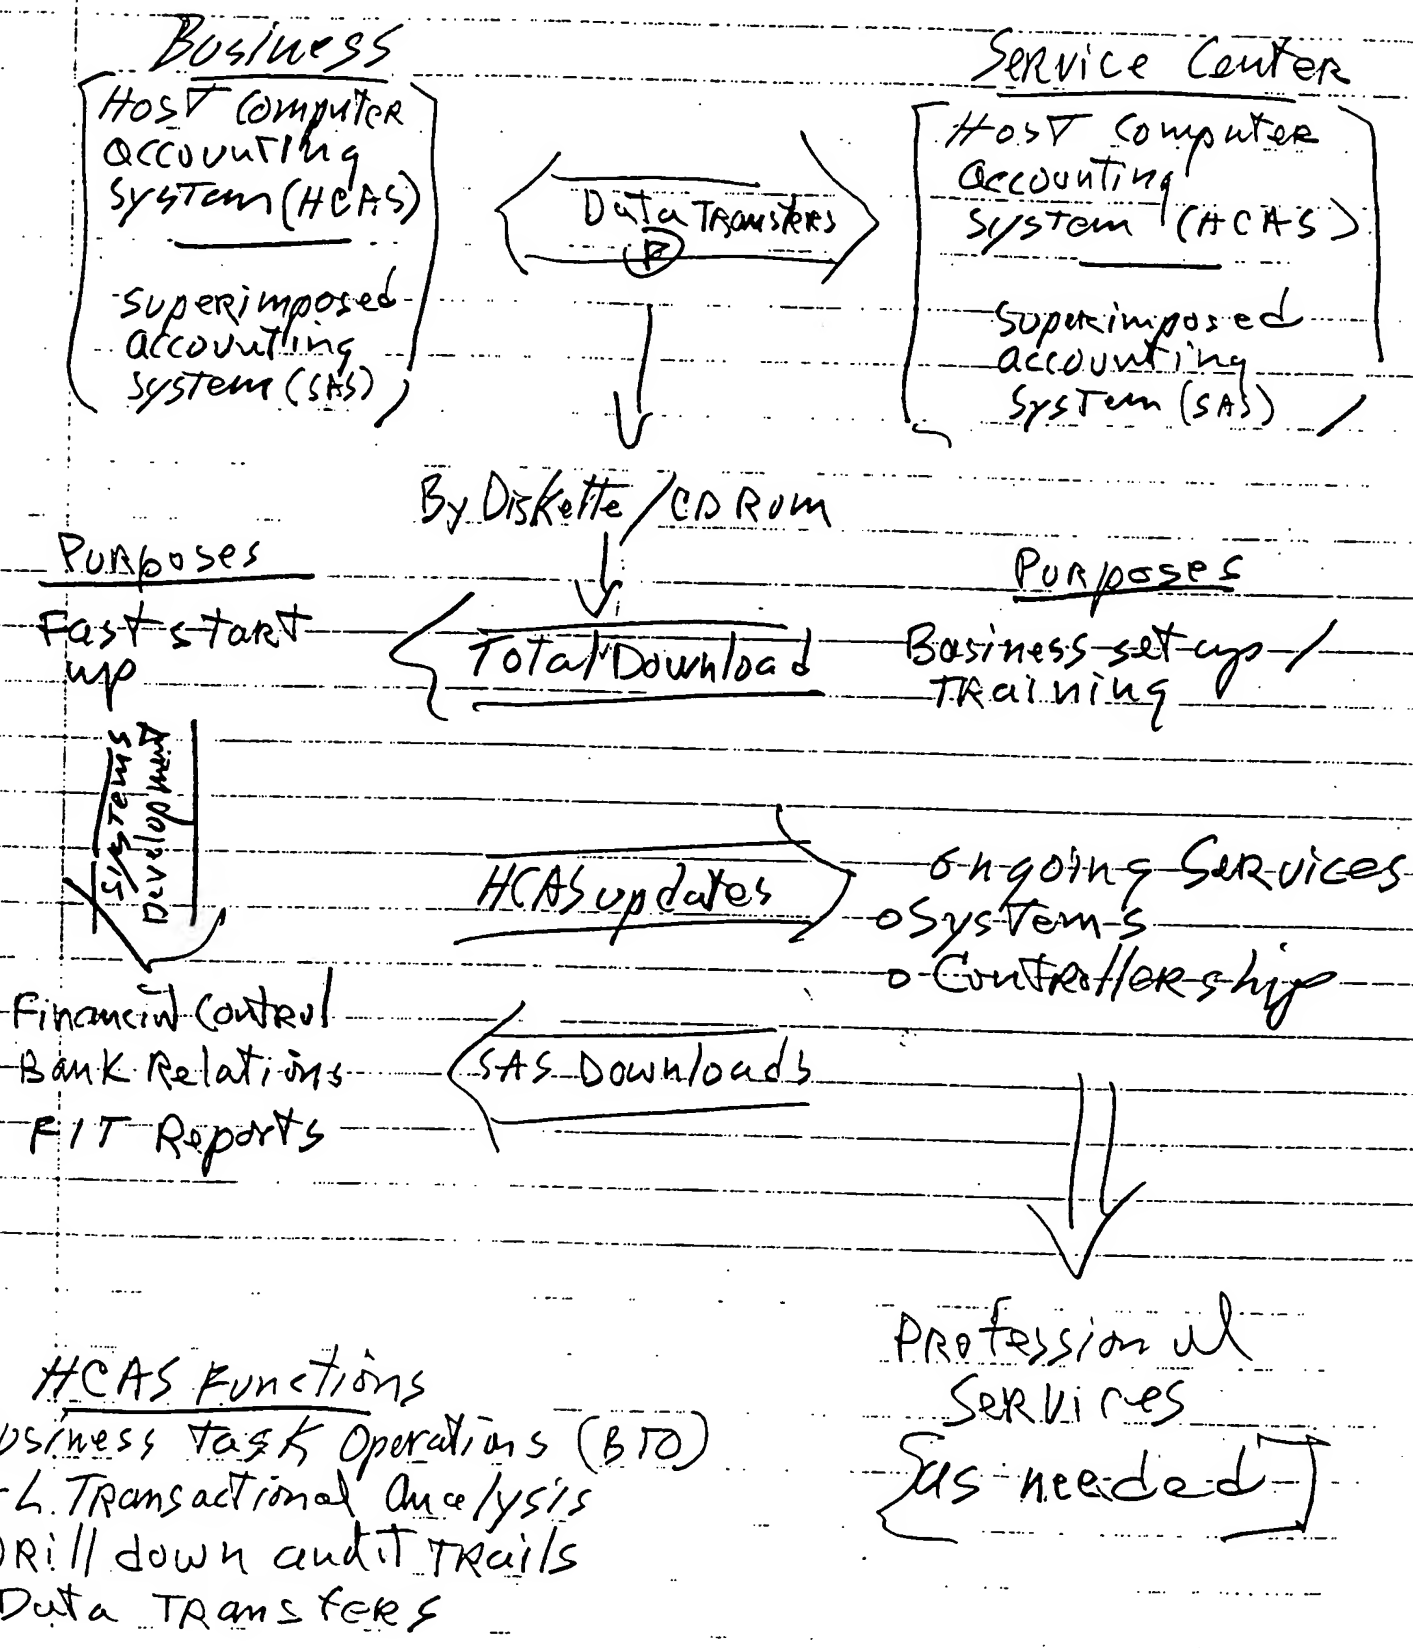 Business
Host Computer
accounting
system (HCAS)
superimposed
accounting
system (SAS)
Data Transfers
Service Center
Host Computer
accounting
system (HCAS)
superimposed
accounting
system (SAS)
By Diskette / CD Rom
Purposes
Fast start
up
Total Download
Purposes
Business set-up /
Training
Systems
Development
HCAS updates
ongoing Services
o Systems
o Controllership
Financial Control
Bank Relations
FIT Reports
SAS Downloads
Professional
Services
[as needed]
HCAS Functions
usiness Task Operations (BTO)
-L Transactional Analysis
Drill down audit trails
Data Transfers